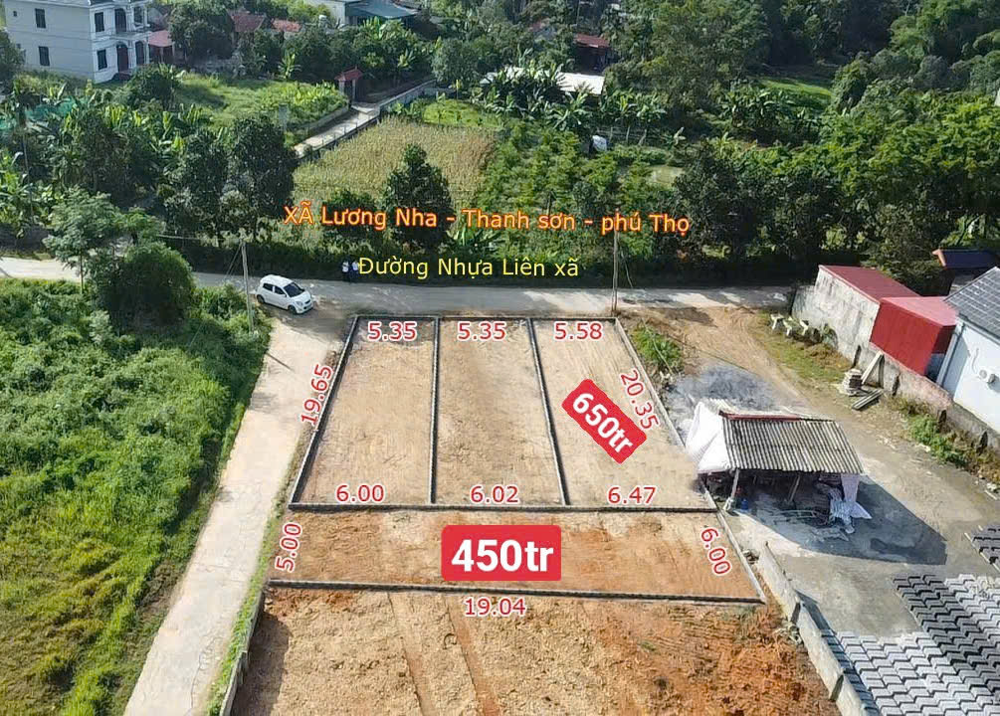 XÃ Lương Nha - Thanh sơn - phú Thọ
Đường Nhựa Liên xã
5.35 5.35 5.58
19.65
20.35
650tr
6.00 6.02 6.47
5.00
450tr
6.00
19.04